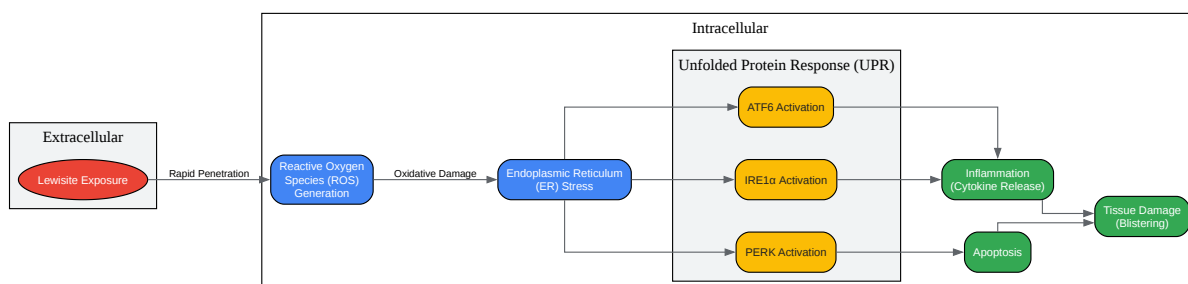 Intracellular
Unfolded Protein Response (UPR)
ATF6 Activation
Extracellular
Lewisite Exposure
Rapid Penetration
Reactive Oxygen
Species (ROS)
Generation
Oxidative Damage
Endoplasmic Reticulum
(ER) Stress
IRE1α Activation
Inflammation
(Cytokine Release)
Tissue Damage
(Blistering)
PERK Activation
Apoptosis